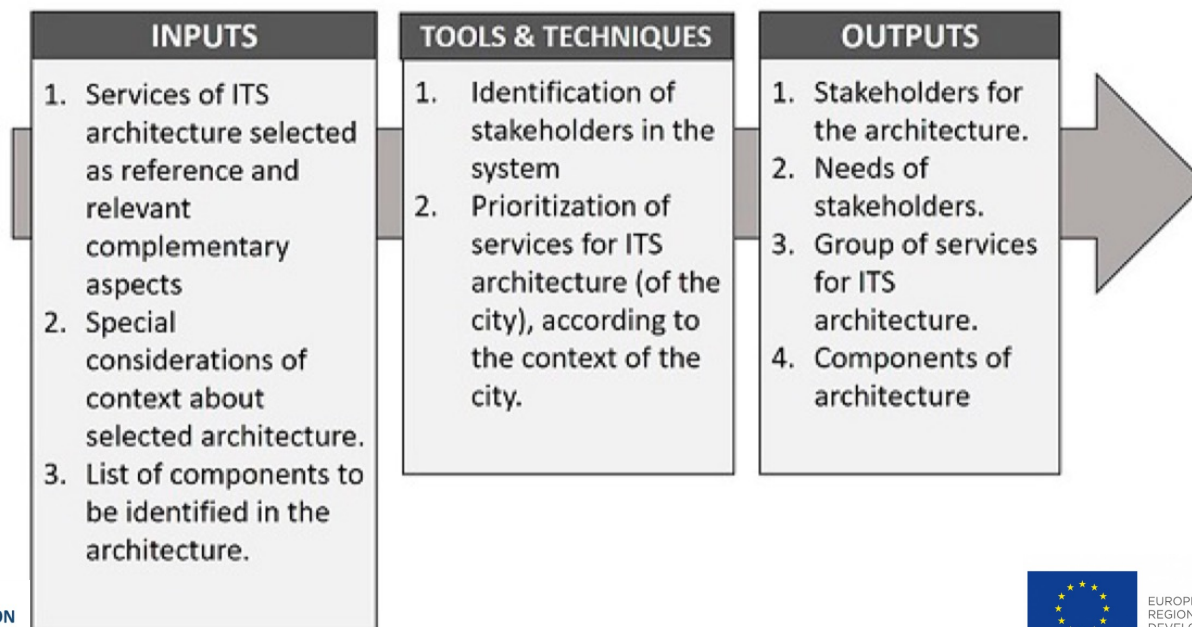 INPUTS
1. Services of ITS
architecture selected
as reference and
relevant
complementary
aspects
2. Special
considerations of
context about
selected architecture.
3. List of components to
be identified in the
architecture.
TOOLS & TECHNIQUES
1. Identification of
stakeholders in the
system
2. Prioritization of
services for ITS
architecture (of the
city), according to
the context of the
city.
OUTPUTS
1. Stakeholders for
the architecture.
2. Needs of
stakeholders.
3. Group of services
for ITS
architecture.
4. Components of
architecture
ON
EUROPE
REGION